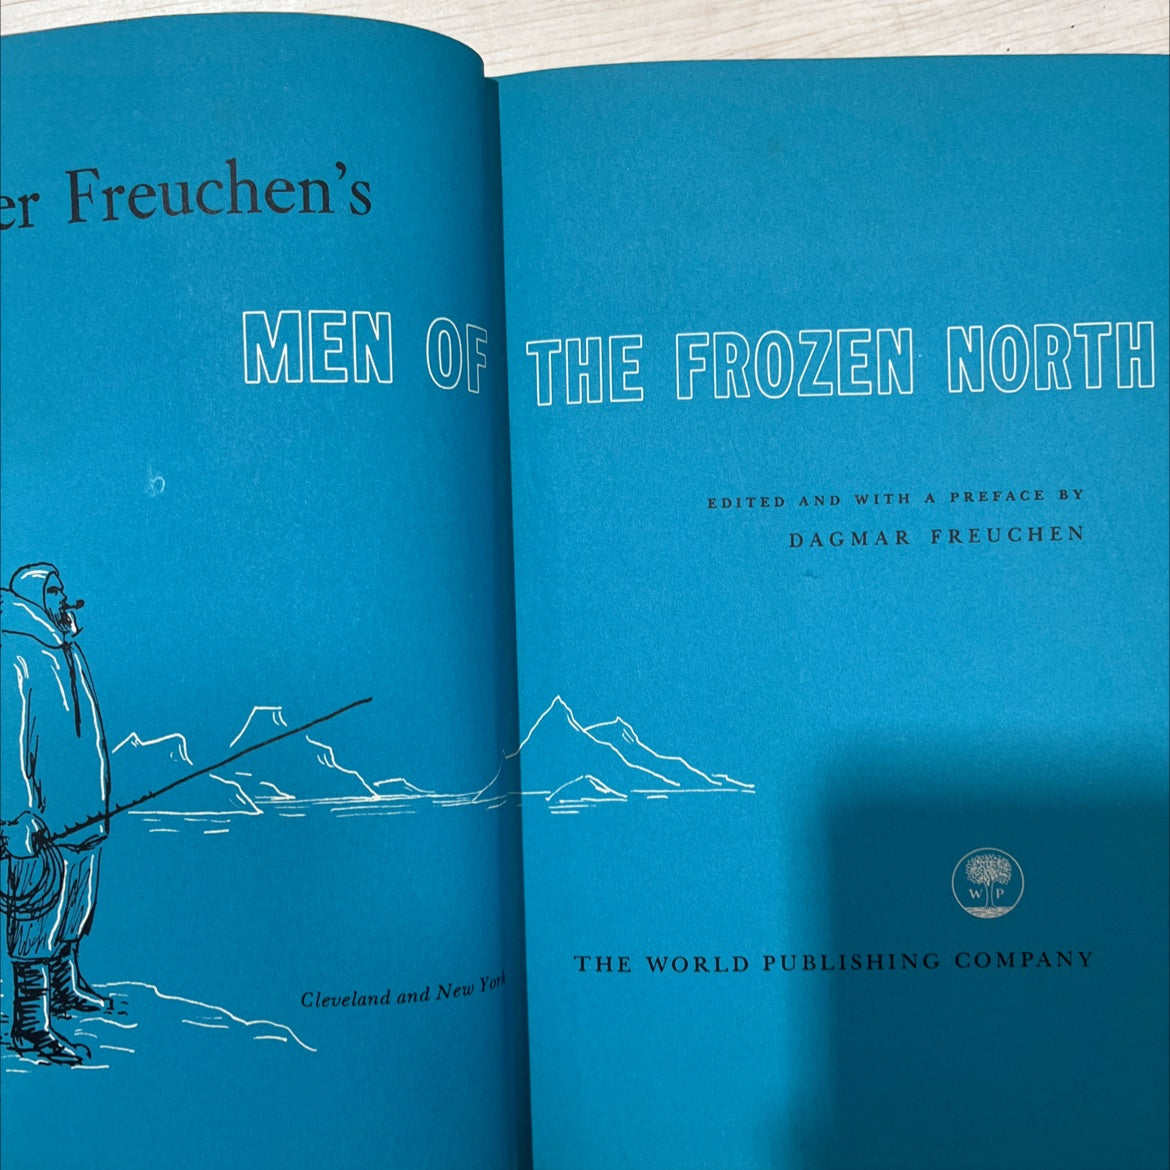 er Freuchen's
MEN OF THE FROZEN NORTH
EDITED AND WITH A PREFACE BY
DAGMAR FREUCHEN
W P
THE WORLD PUBLISHING COMPANY
Cleveland and New York